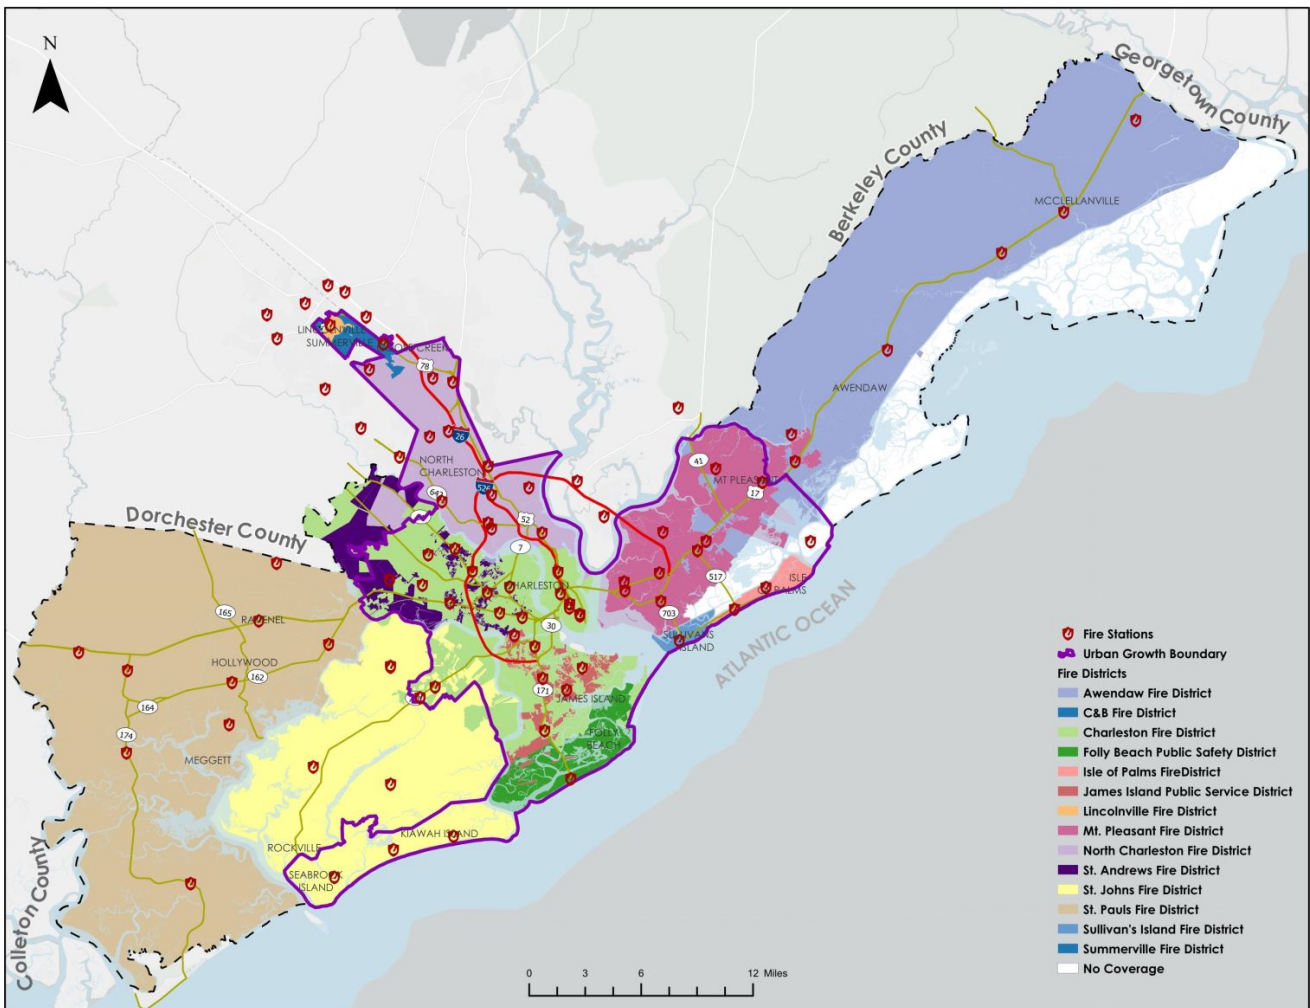 N
Georgetown County
Berkeley County
MCCLELLANVILLE
LINCOLNVILLE
SUMMERVILLE
78
AWENDAW
26
NORTH
CHARLESTON
41
MT PLEASANT
17
526
642
52
7
Dorchester County
CHARLESTON
517
ISLE
PALMS
703
165
RAVENEL
30
SULLIVANS
ISLAND
ATLANTIC OCEAN
HOLLYWOOD
162
171
JAMES ISLAND
164
174
FOLLY
BEACH
MEGGETT
KIAWAH ISLAND
ROCKVILLE
SEABROOK
ISLAND
Colleton County
Fire Stations
Urban Growth Boundary
Fire Districts
Awendaw Fire District
C&B Fire District
Charleston Fire District
Folly Beach Public Safety District
Isle of Palms FireDistrict
James Island Public Service District
Lincolnville Fire District
Mt. Pleasant Fire District
North Charleston Fire District
St. Andrews Fire District
St. Johns Fire District
St. Pauls Fire District
Sullivan's Island Fire District
Summerville Fire District
No Coverage
0 3 6 12 Miles